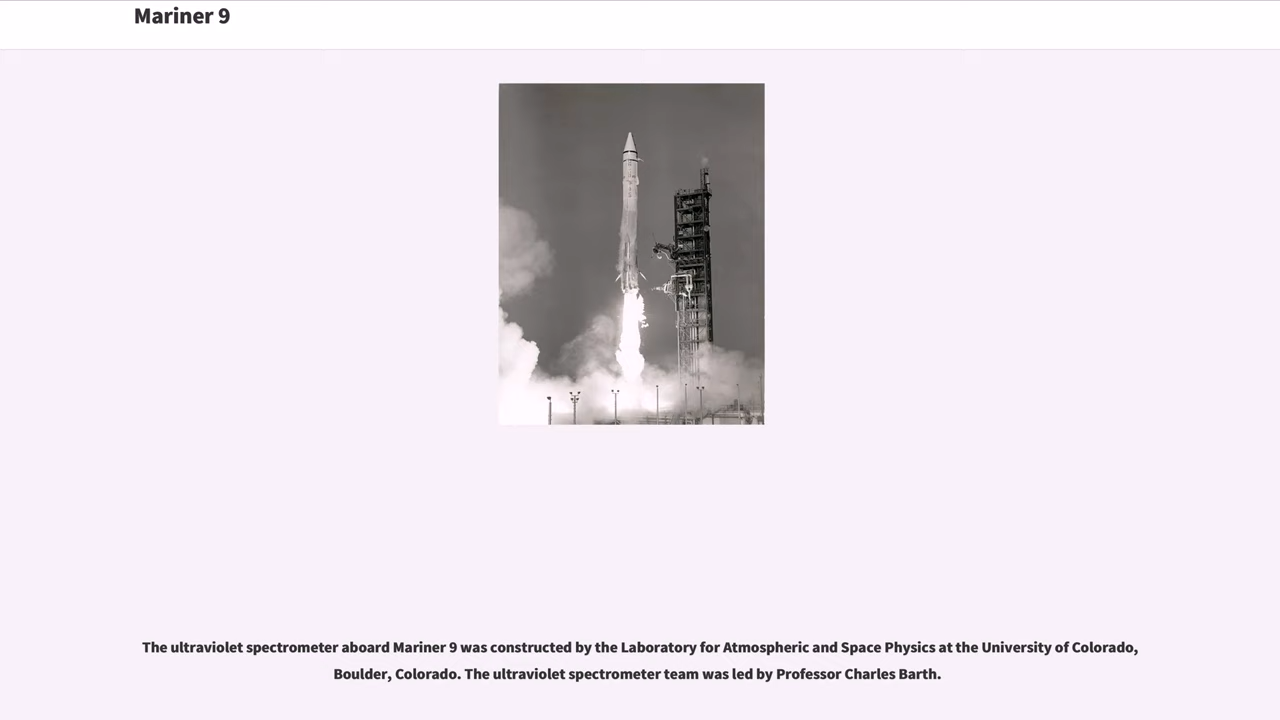 Mariner 9
The ultraviolet spectrometer aboard Mariner 9 was constructed by the Laboratory for Atmospheric and Space Physics at the University of Colorado,
Boulder, Colorado. The ultraviolet spectrometer team was led by Professor Charles Barth.